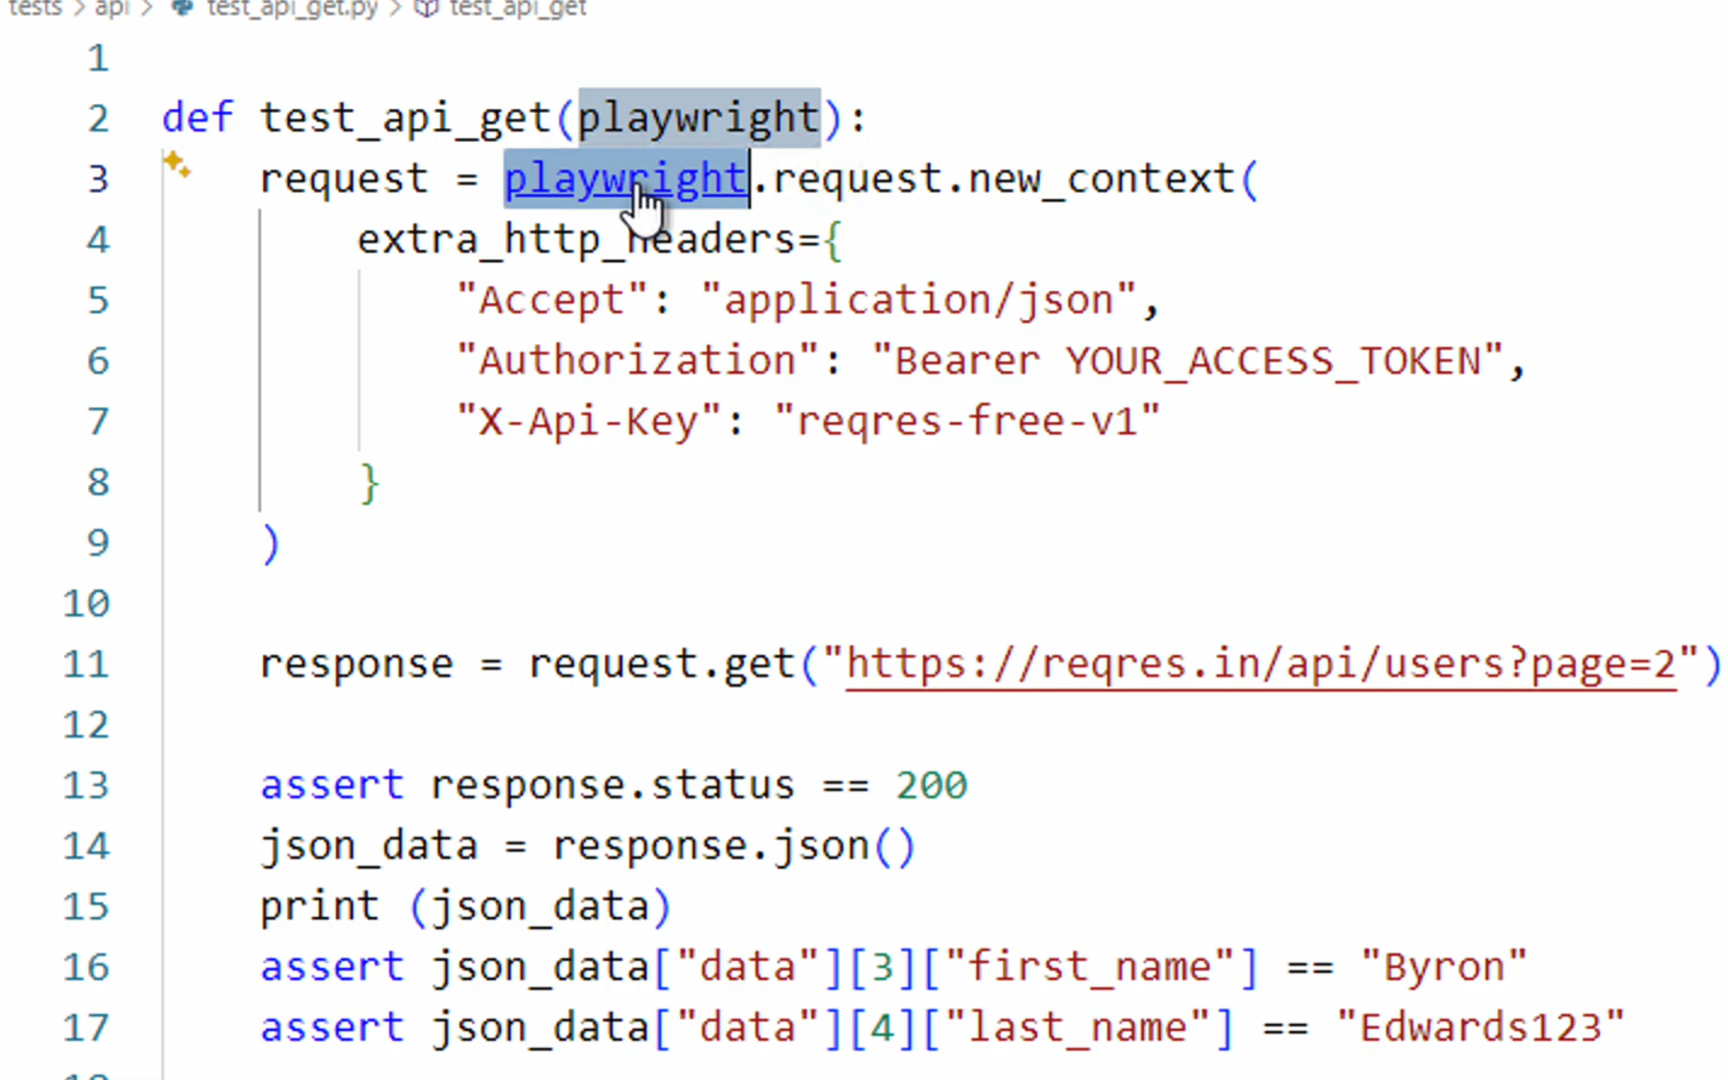 tests > api > test_api_get.py > test_api_get
1
2 def test_api_get(playwright):
3 request = playwright.request.new_context(
4 extra_http_headers={
5 "Accept": "application/json",
6 "Authorization": "Bearer YOUR_ACCESS_TOKEN",
7 "X-Api-Key": "reqres-free-v1"
8 }
9 )
10
11 response = request.get("https://reqres.in/api/users?page=2")
12
13 assert response.status == 200
14 json_data = response.json()
15 print (json_data)
16 assert json_data["data"][3]["first_name"] == "Byron"
17 assert json_data["data"][4]["last_name"] == "Edwards123"